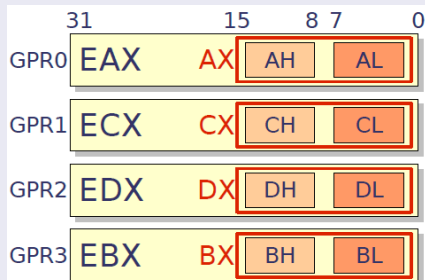 31 15 8 7 0
GPR0 EAX AX AH AL
GPR1 ECX CX CH CL
GPR2 EDX DX DH DL
GPR3 EBX BX BH BL